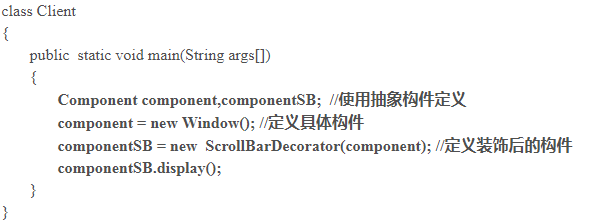 class Client
{
public  static void main(String args[])
{
Component component,componentSB;  //使用抽象构件定义
component = new Window(); //定义具体构件
componentSB = new  ScrollBarDecorator(component); //定义装饰后的构件
componentSB.display();
}
}